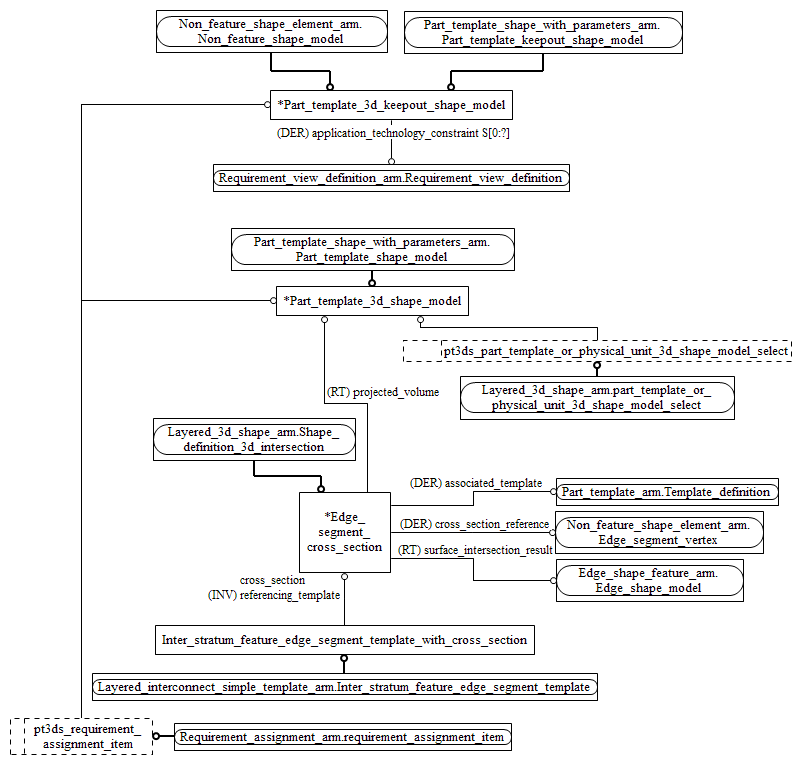 Non_feature_shape_element_arm.
Non_feature_shape_model
Part_template_shape_with_parameters_arm.
Part_template_keepout_shape_model
*Part_template_3d_keepout_shape_model
(DER) application_technology_constraint S[0:?]
Requirement_view_definition_arm.Requirement_view_definition
Part_template_shape_with_parameters_arm.
Part_template_shape_model
*Part_template_3d_shape_model
pt3ds_part_template_or_physical_unit_3d_shape_model_select
Layered_3d_shape_arm.part_template_or_
physical_unit_3d_shape_model_select
(RT) projected_volume
Layered_3d_shape_arm.Shape_
definition_3d_intersection
*Edge_
segment_
cross_section
(DER) associated_template
Part_template_arm.Template_definition
(DER) cross_section_reference
Non_feature_shape_element_arm.
Edge_segment_vertex
(RT) surface_intersection_result
Edge_shape_feature_arm.
Edge_shape_model
cross_section
(INV) referencing_template
Inter_stratum_feature_edge_segment_template_with_cross_section
Layered_interconnect_simple_template_arm.Inter_stratum_feature_edge_segment_template
pt3ds_requirement_
assignment_item
Requirement_assignment_arm.requirement_assignment_item